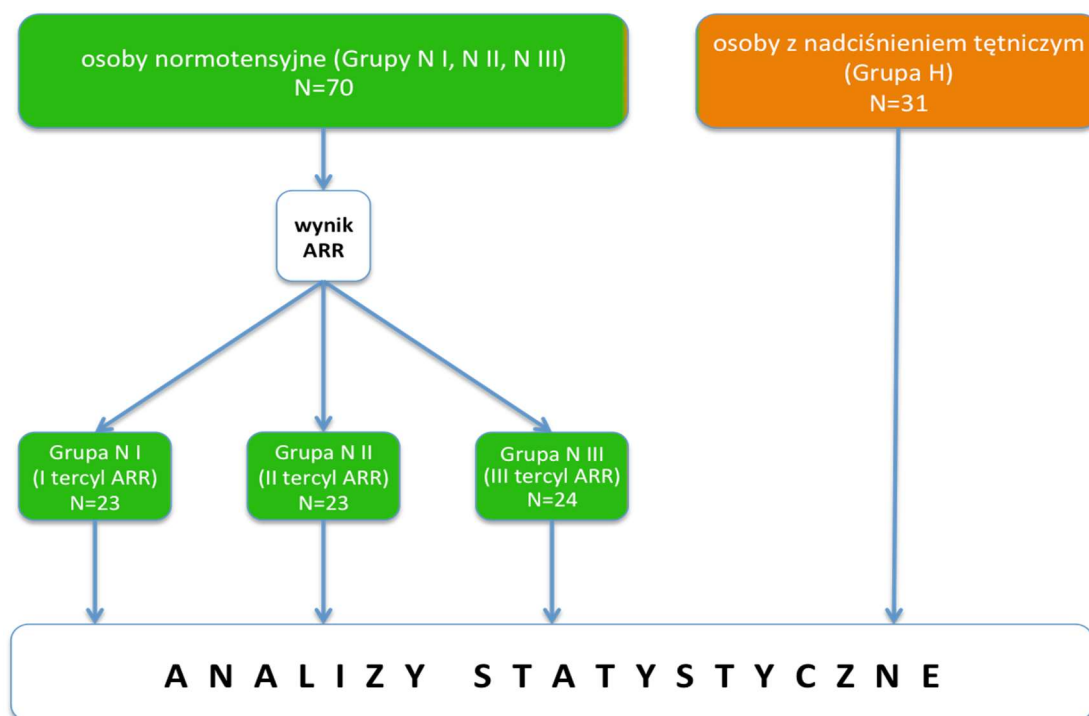 osoby normotensyjne (Grupy N I, N II, N III)
N=70
osoby z nadciśnieniem tętniczym
(Grupa H)
N=31
wynik
ARR
Grupa N I
(I tercyl ARR)
N=23
Grupa N II
(II tercyl ARR)
N=23
Grupa N III
(III tercyl ARR)
N=24
A N A L I Z Y S T A T Y S T Y C Z N E